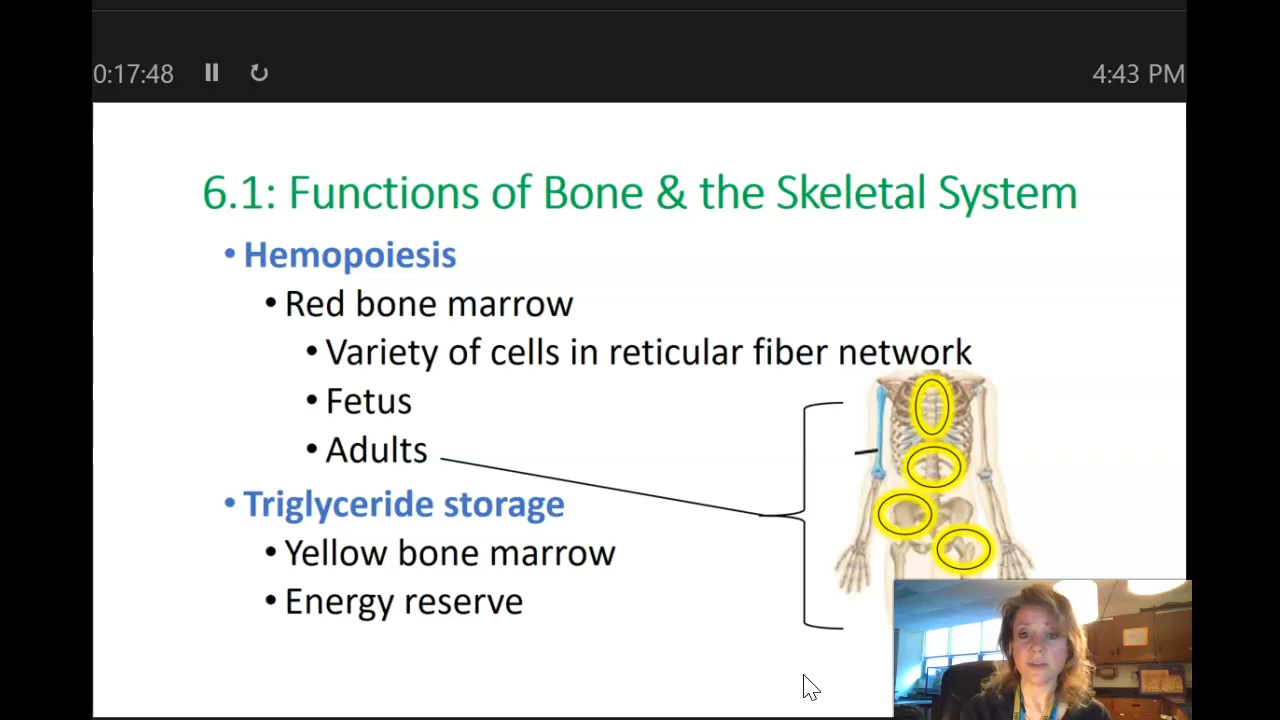 0:17:48
4:43 PM
6.1: Functions of Bone & the Skeletal System
• Hemopoiesis
• Red bone marrow
• Variety of cells in reticular fiber network
• Fetus
• Adults
• Triglyceride storage
• Yellow bone marrow
• Energy reserve